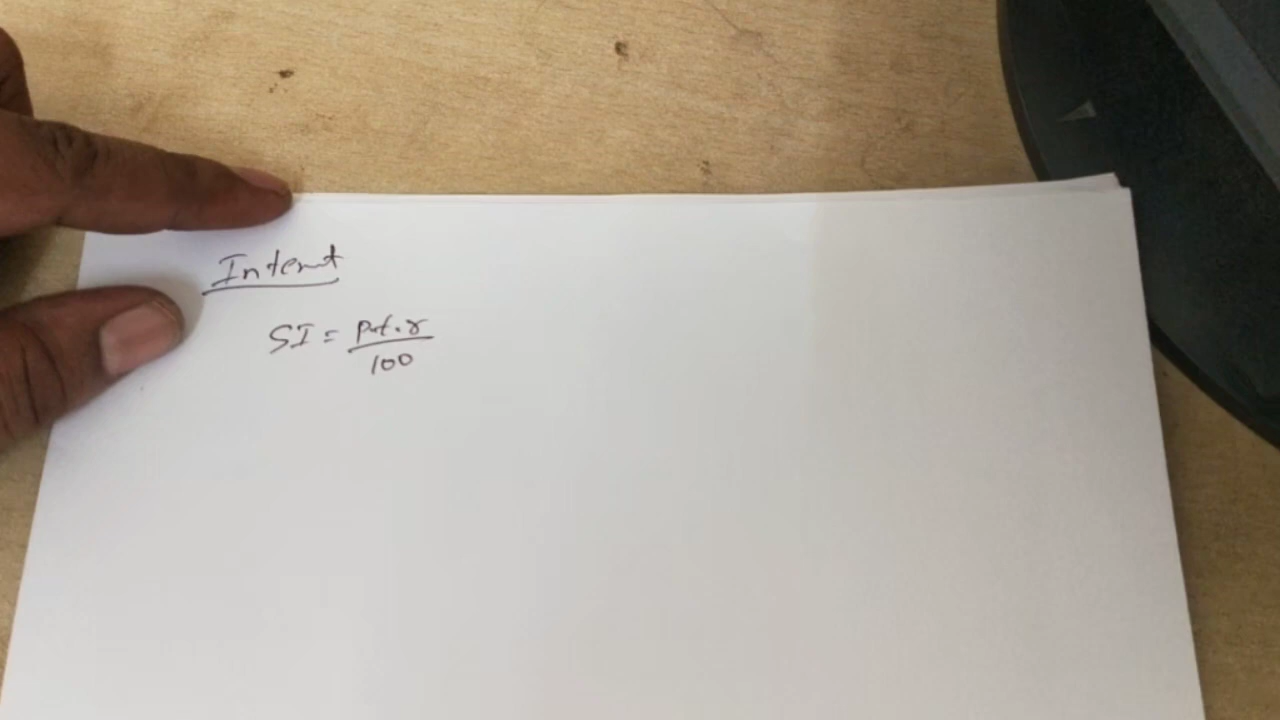 Interest
SI = p.t.r
100